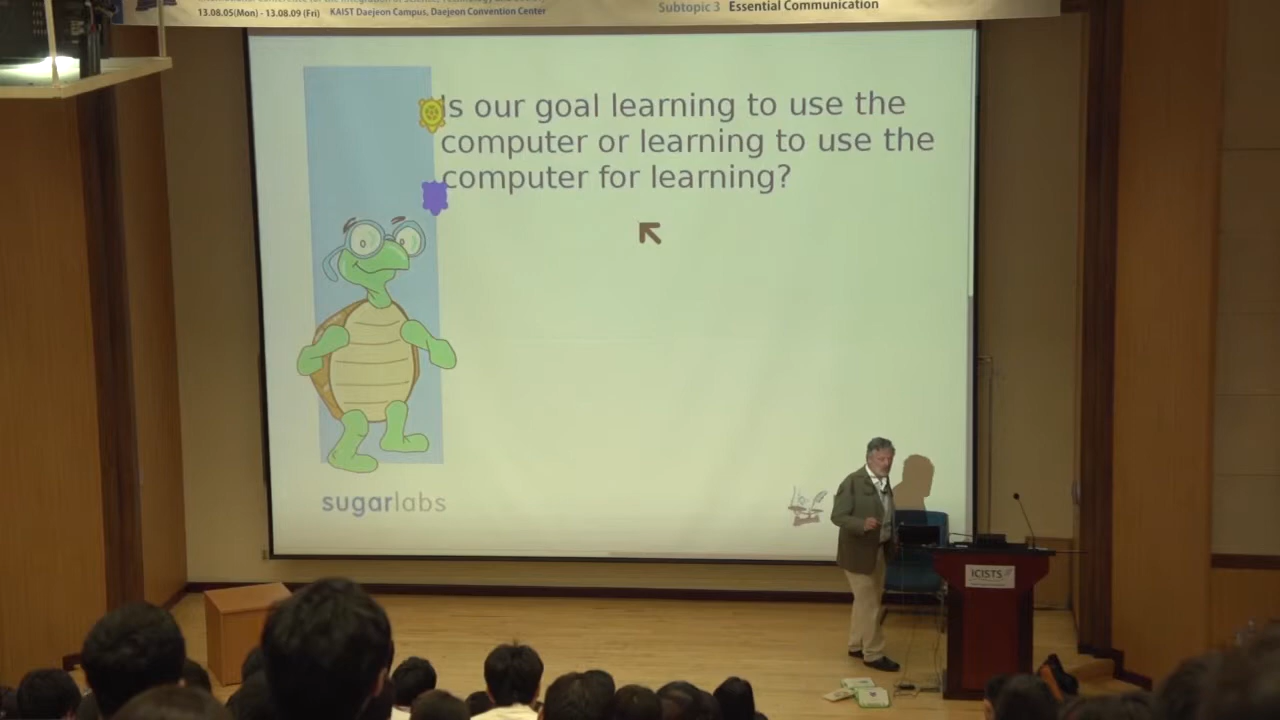 13.08.05(Mon) - 13.08.09 (Fri) KAIST Daejeon Campus, Daejeon Convention Center
Subtopic 3 Essential Communication
Is our goal learning to use the
computer or learning to use the
computer for learning?
sugarlabs
ICISTS